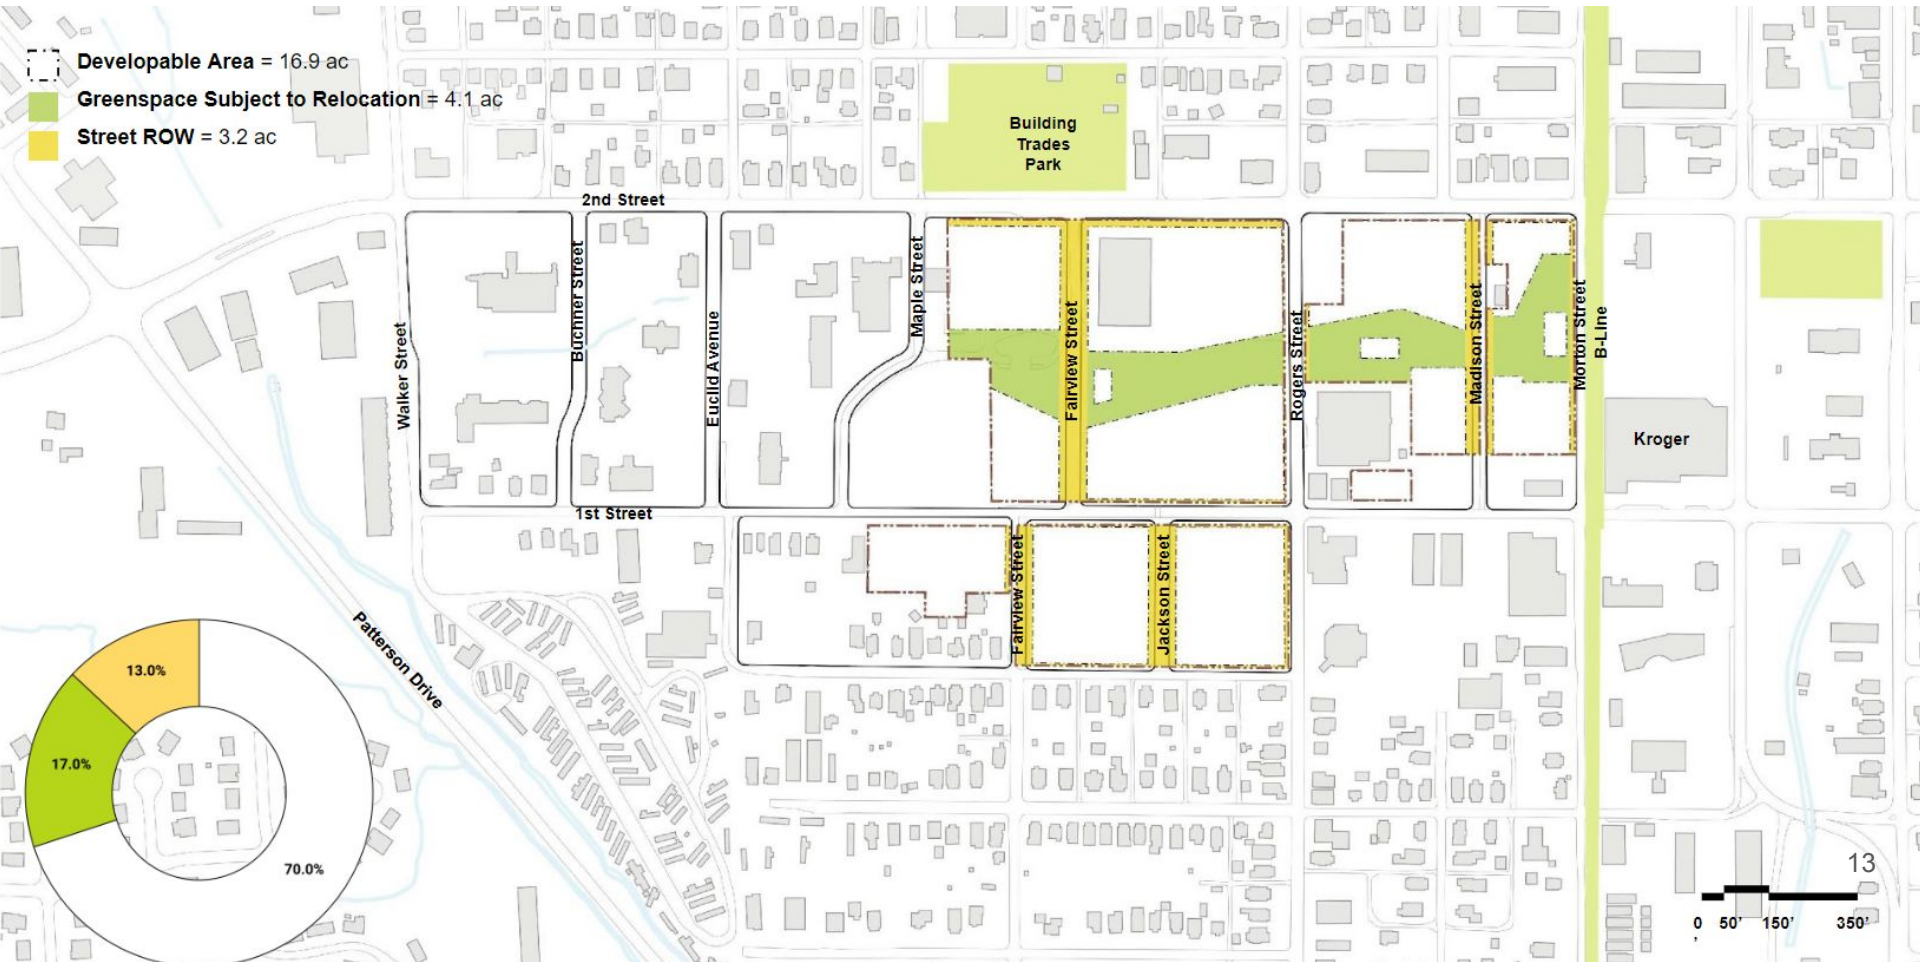 Developable Area = 16.9 ac
Greenspace Subject to Relocation = 4.1 ac
Street ROW = 3.2 ac
Building
Trades
Park
2nd Street
Walker Street
Buchner Street
Euclid Avenue
Maple Street
Fairview Street
Rogers Street
Madison Street
Morton Street
B-Line
Kroger
1st Street
Fairview Street
Jackson Street
Patterson Drive
13.0%
17.0%
70.0%
13
0 50' 150' 350'
'